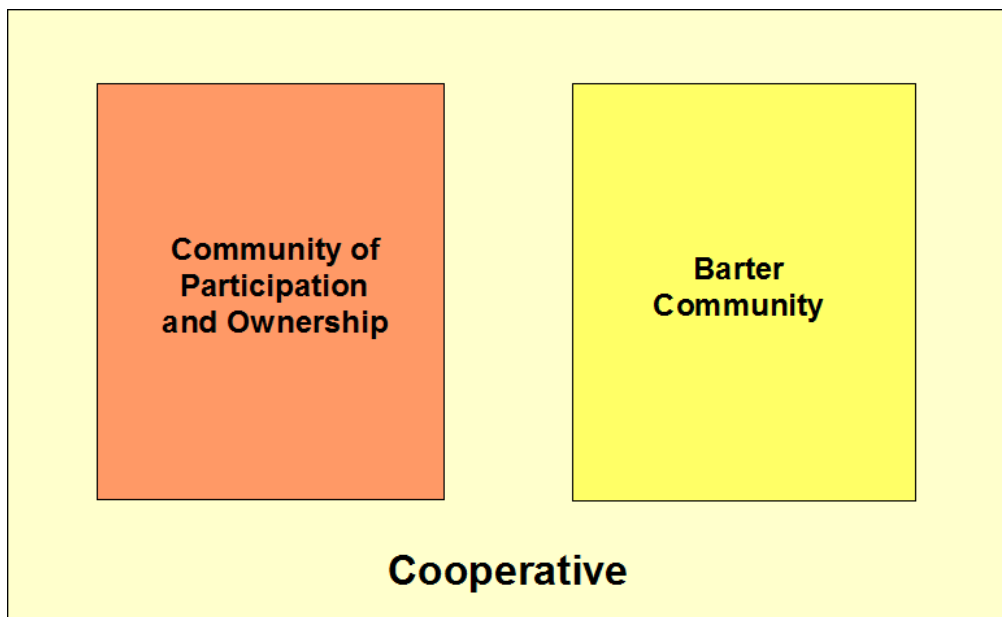 Community of
Participation
and Ownership
Barter
Community
Cooperative